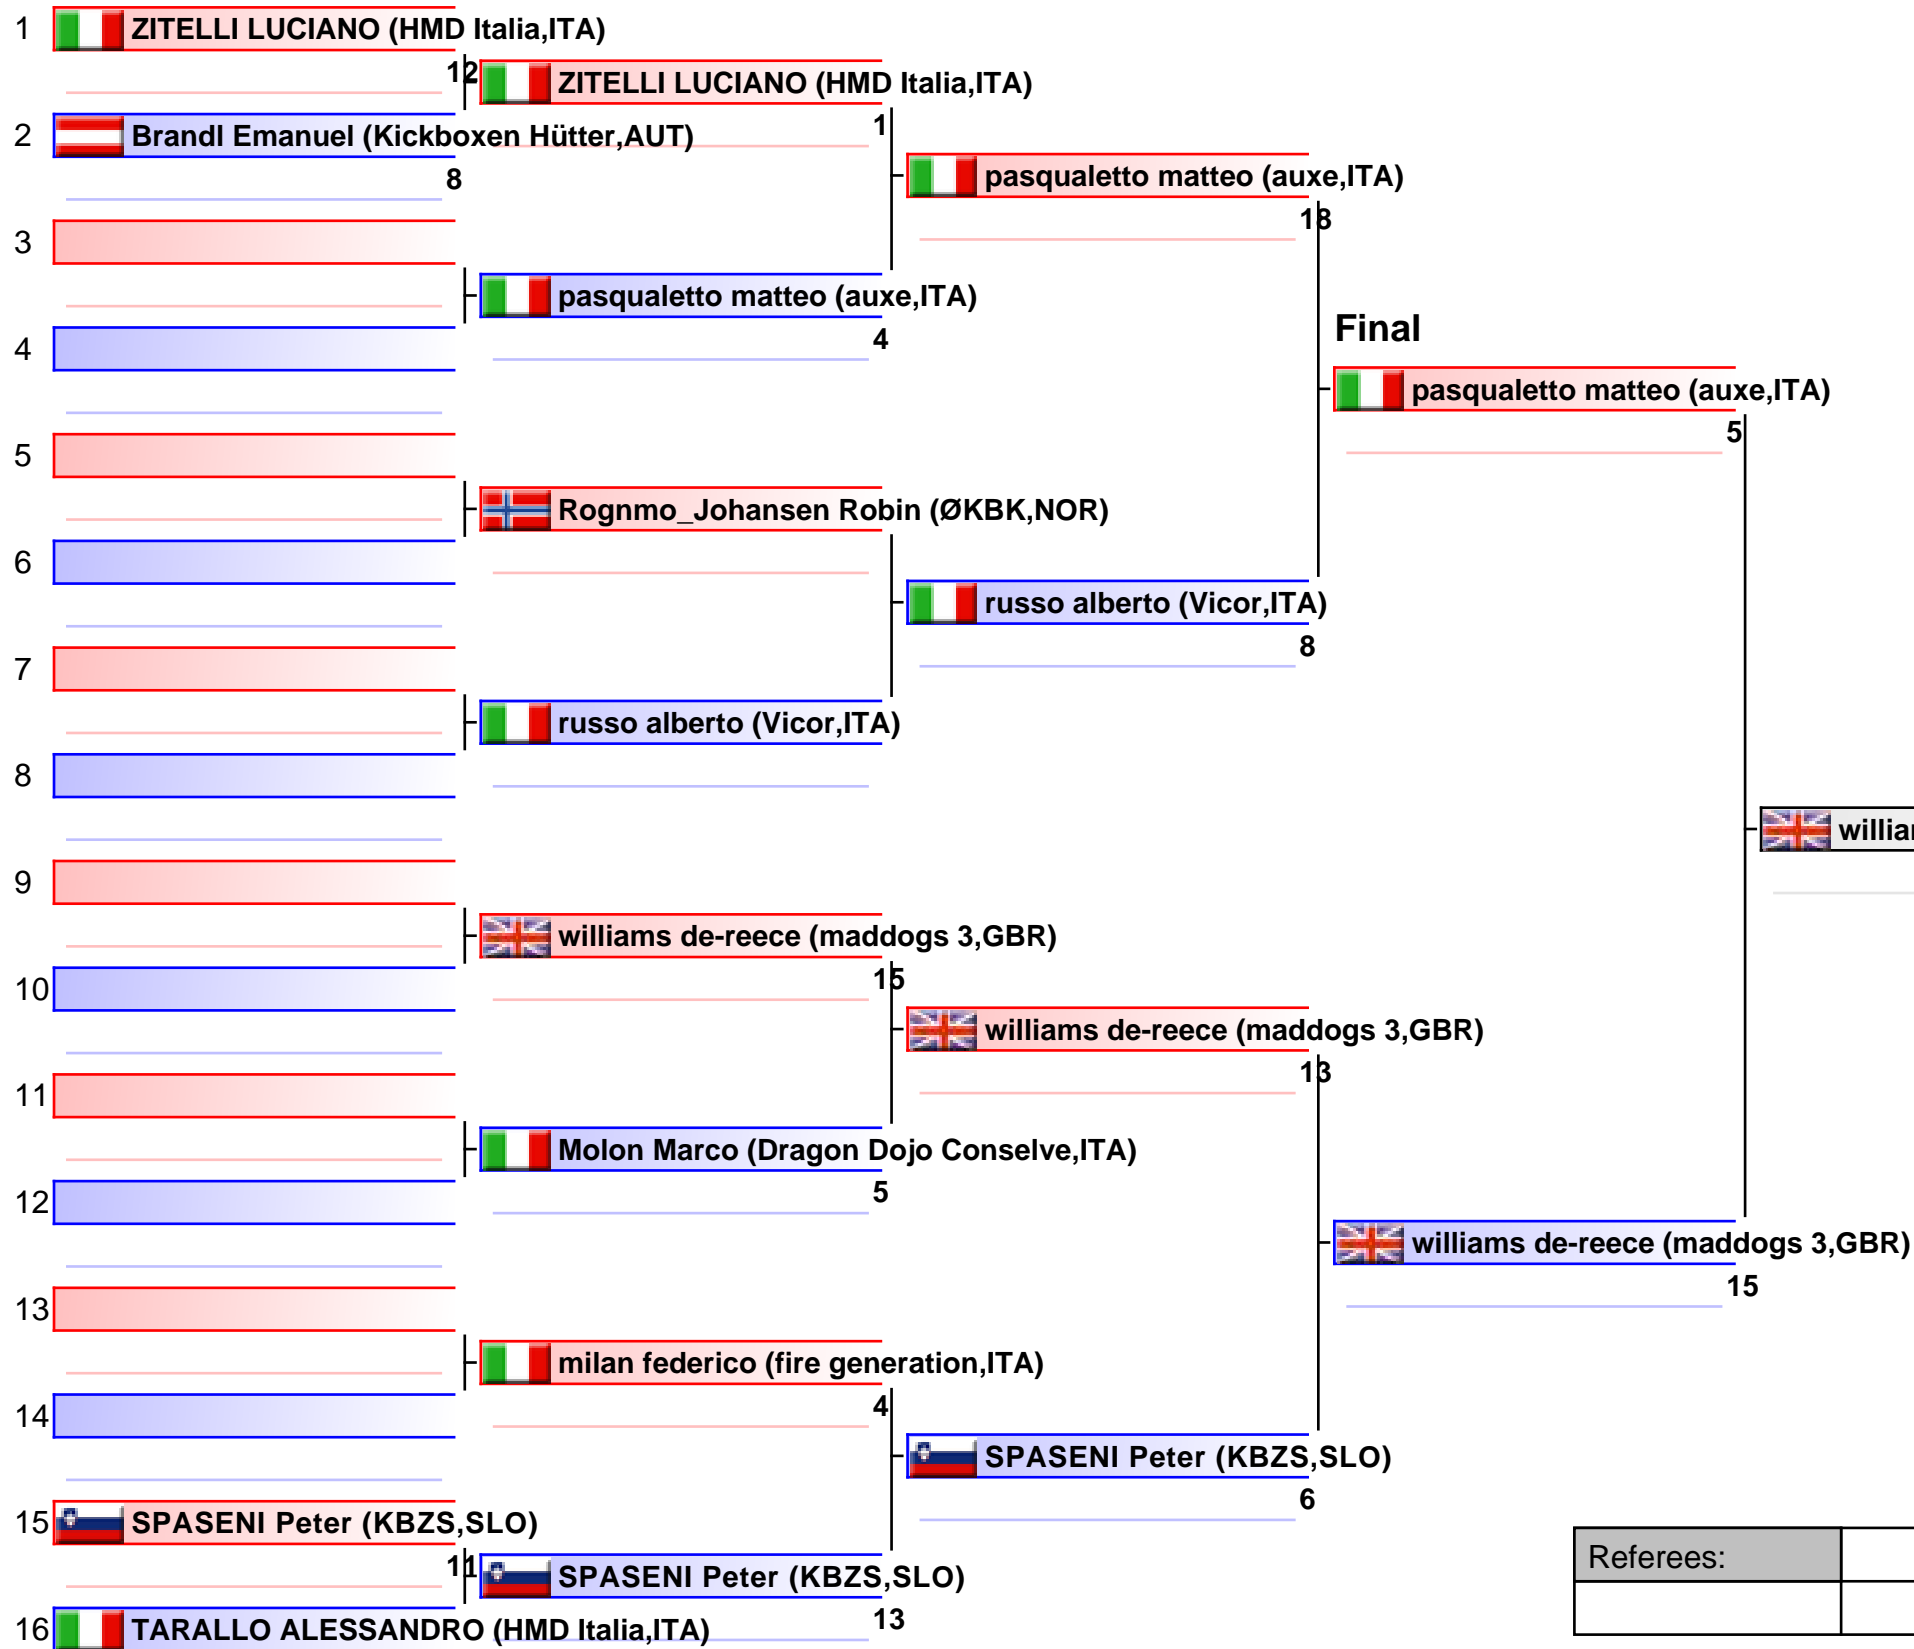 1 ZITELLI LUCIANO (HMD Italia,ITA)
12 ZITELLI LUCIANO (HMD Italia,ITA)
2 Brandl Emanuel (Kickboxen Hütter,AUT)
1
8
pasqualetto matteo (auxe,ITA)
18
3
pasqualetto matteo (auxe,ITA)
4
4
Final
pasqualetto matteo (auxe,ITA)
5
5
Rognmo_Johansen Robin (ØKBK,NOR)
6
russo alberto (Vicor,ITA)
8
7
russo alberto (Vicor,ITA)
8
9
williams de-reece (maddogs 3,GBR)
15
10
williams de-reece (maddogs 3,GBR)
13
11
Molon Marco (Dragon Dojo Conselve,ITA)
5
12
williams de-reece (maddogs 3,GBR)
15
13
milan federico (fire generation,ITA)
4
14
SPASENI Peter (KBZS,SLO)
6
15 SPASENI Peter (KBZS,SLO)
11 SPASENI Peter (KBZS,SLO)
13
16 TARALLO ALESSANDRO (HMD Italia,ITA)
Referees: